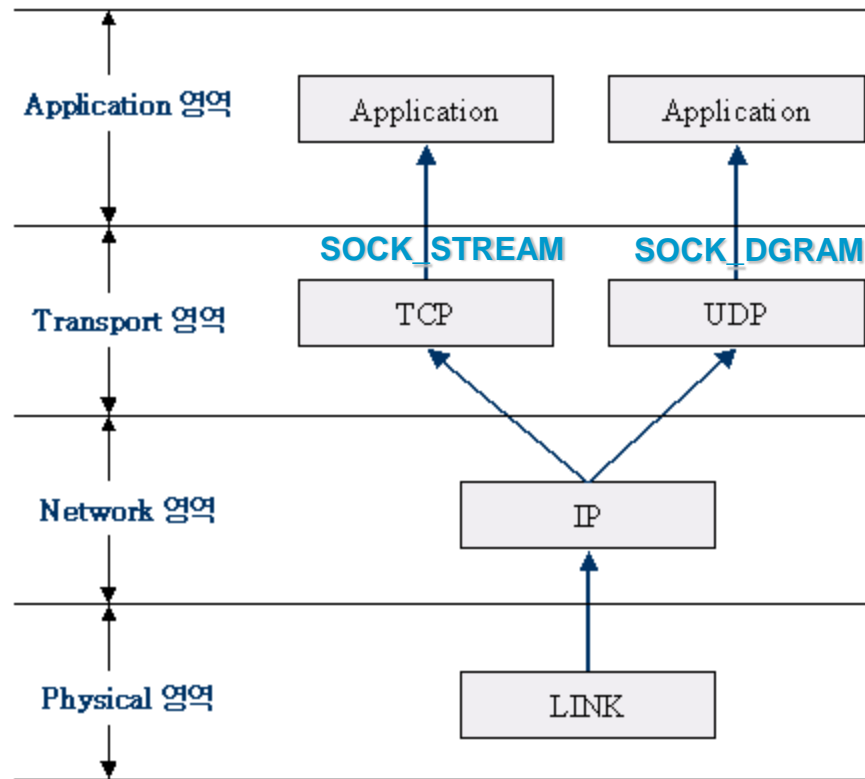 Application 영역
Application
Application
SOCK_STREAM
SOCK_DGRAM
Transport 영역
TCP
UDP
Network 영역
IP
Physical 영역
LINK